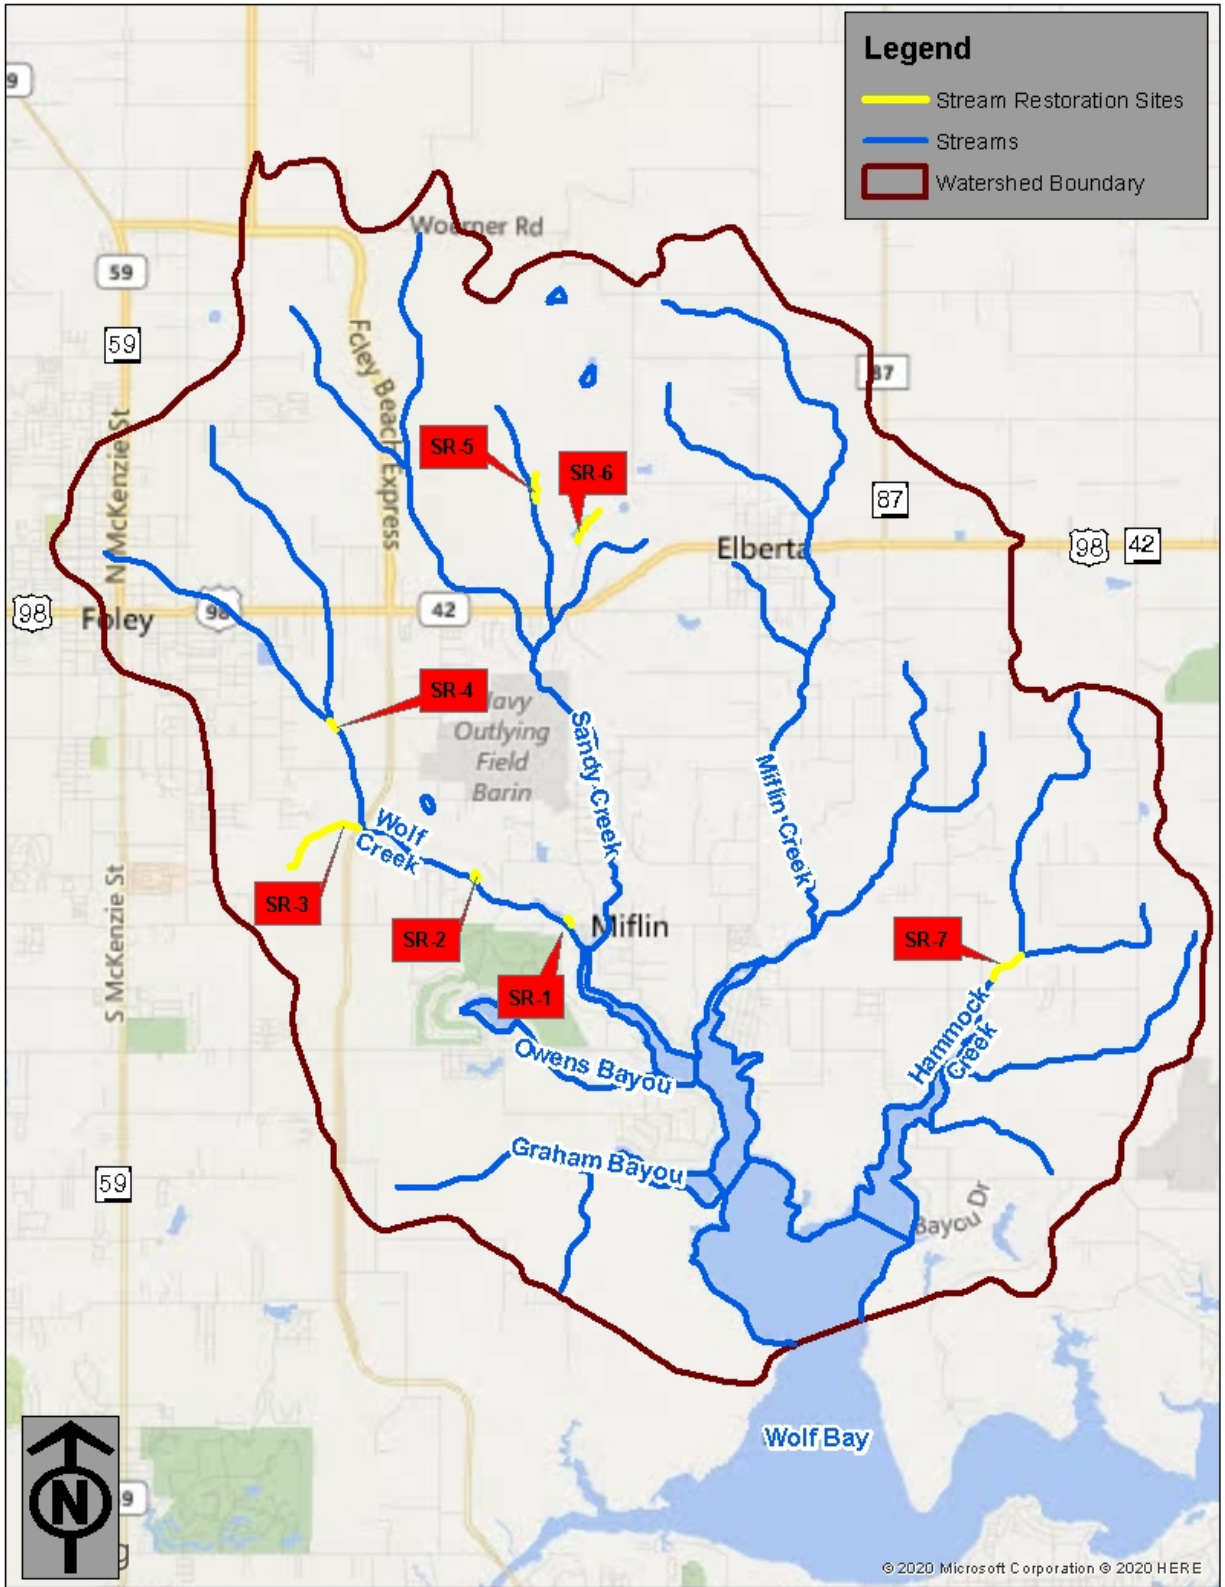 Legend
Stream Restoration Sites
Streams
Watershed Boundary
9
Woerner Rd
59
59
Foley Beach Express
87
N McKenzie St
SR-5
SR-6
87
Elberta
98
42
98
Foley
98
42
SR-4
Navy
Outlying
Field
Barin
Sandy Creek
Miflin Creek
Wolf
Creek
S McKenzie St
SR-3
SR-2
Miflin
SR-7
SR-1
Hammock
Creek
Owens Bayou
Graham Bayou
59
Bayou Dr
Wolf Bay
N
9
g
© 2020 Microsoft Corporation © 2020 HERE